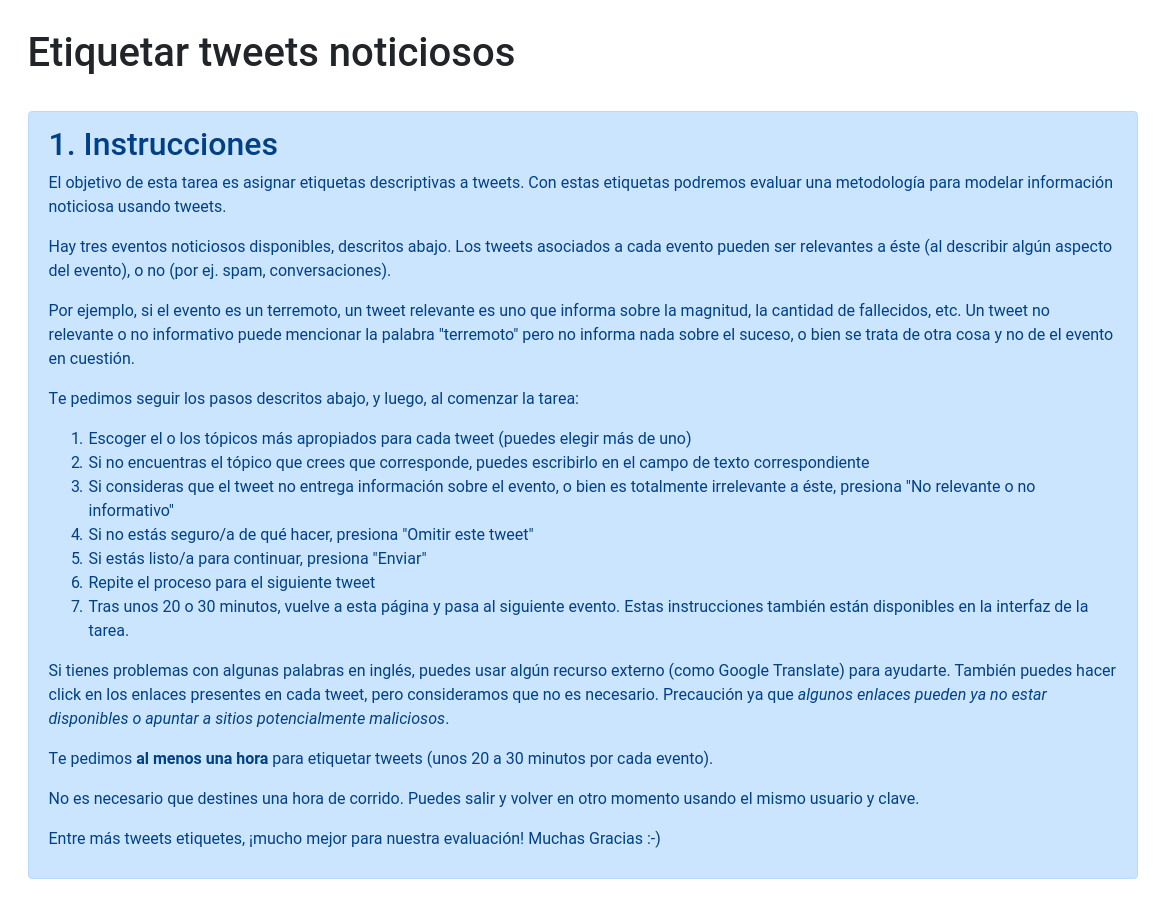 Etiquetar tweets noticiosos
1. Instrucciones
El objetivo de esta tarea es asignar etiquetas descriptivas a tweets. Con estas etiquetas podremos evaluar una metodología para modelar información
noticiosa usando tweets.
Hay tres eventos noticiosos disponibles, descritos abajo. Los tweets asociados a cada evento pueden ser relevantes a éste (al describir algún aspecto
del evento), o no (por ej. spam, conversaciones).
Por ejemplo, si el evento es un terremoto, un tweet relevante es uno que informa sobre la magnitud, la cantidad de fallecidos, etc. Un tweet no
relevante o no informativo puede mencionar la palabra "terremoto" pero no informa nada sobre el suceso, o bien se trata de otra cosa y no de el evento
en cuestión.
Te pedimos seguir los pasos descritos abajo, y luego, al comenzar la tarea:
1. Escoger el o los tópicos más apropiados para cada tweet (puedes elegir más de uno)
2. Si no encuentras el tópico que crees que corresponde, puedes escribirlo en el campo de texto correspondiente
3. Si consideras que el tweet no entrega información sobre el evento, o bien es totalmente irrelevante a éste, presiona "No relevante o no
informativo"
4. Si no estás seguro/a de qué hacer, presiona "Omitir este tweet"
5. Si estás listo/a para continuar, presiona "Enviar"
6. Repite el proceso para el siguiente tweet
7. Tras unos 20 o 30 minutos, vuelve a esta página y pasa al siguiente evento. Estas instrucciones también están disponibles en la interfaz de la
tarea.
Si tienes problemas con algunas palabras en inglés, puedes usar algún recurso externo (como Google Translate) para ayudarte. También puedes hacer
click en los enlaces presentes en cada tweet, pero consideramos que no es necesario. Precaución ya que algunos enlaces pueden ya no estar
disponibles o apuntar a sitios potencialmente maliciosos.
Te pedimos al menos una hora para etiquetar tweets (unos 20 a 30 minutos por cada evento).
No es necesario que destines una hora de corrido. Puedes salir y volver en otro momento usando el mismo usuario y clave.
Entre más tweets etiquetes, ¡mucho mejor para nuestra evaluación! Muchas Gracias :-)